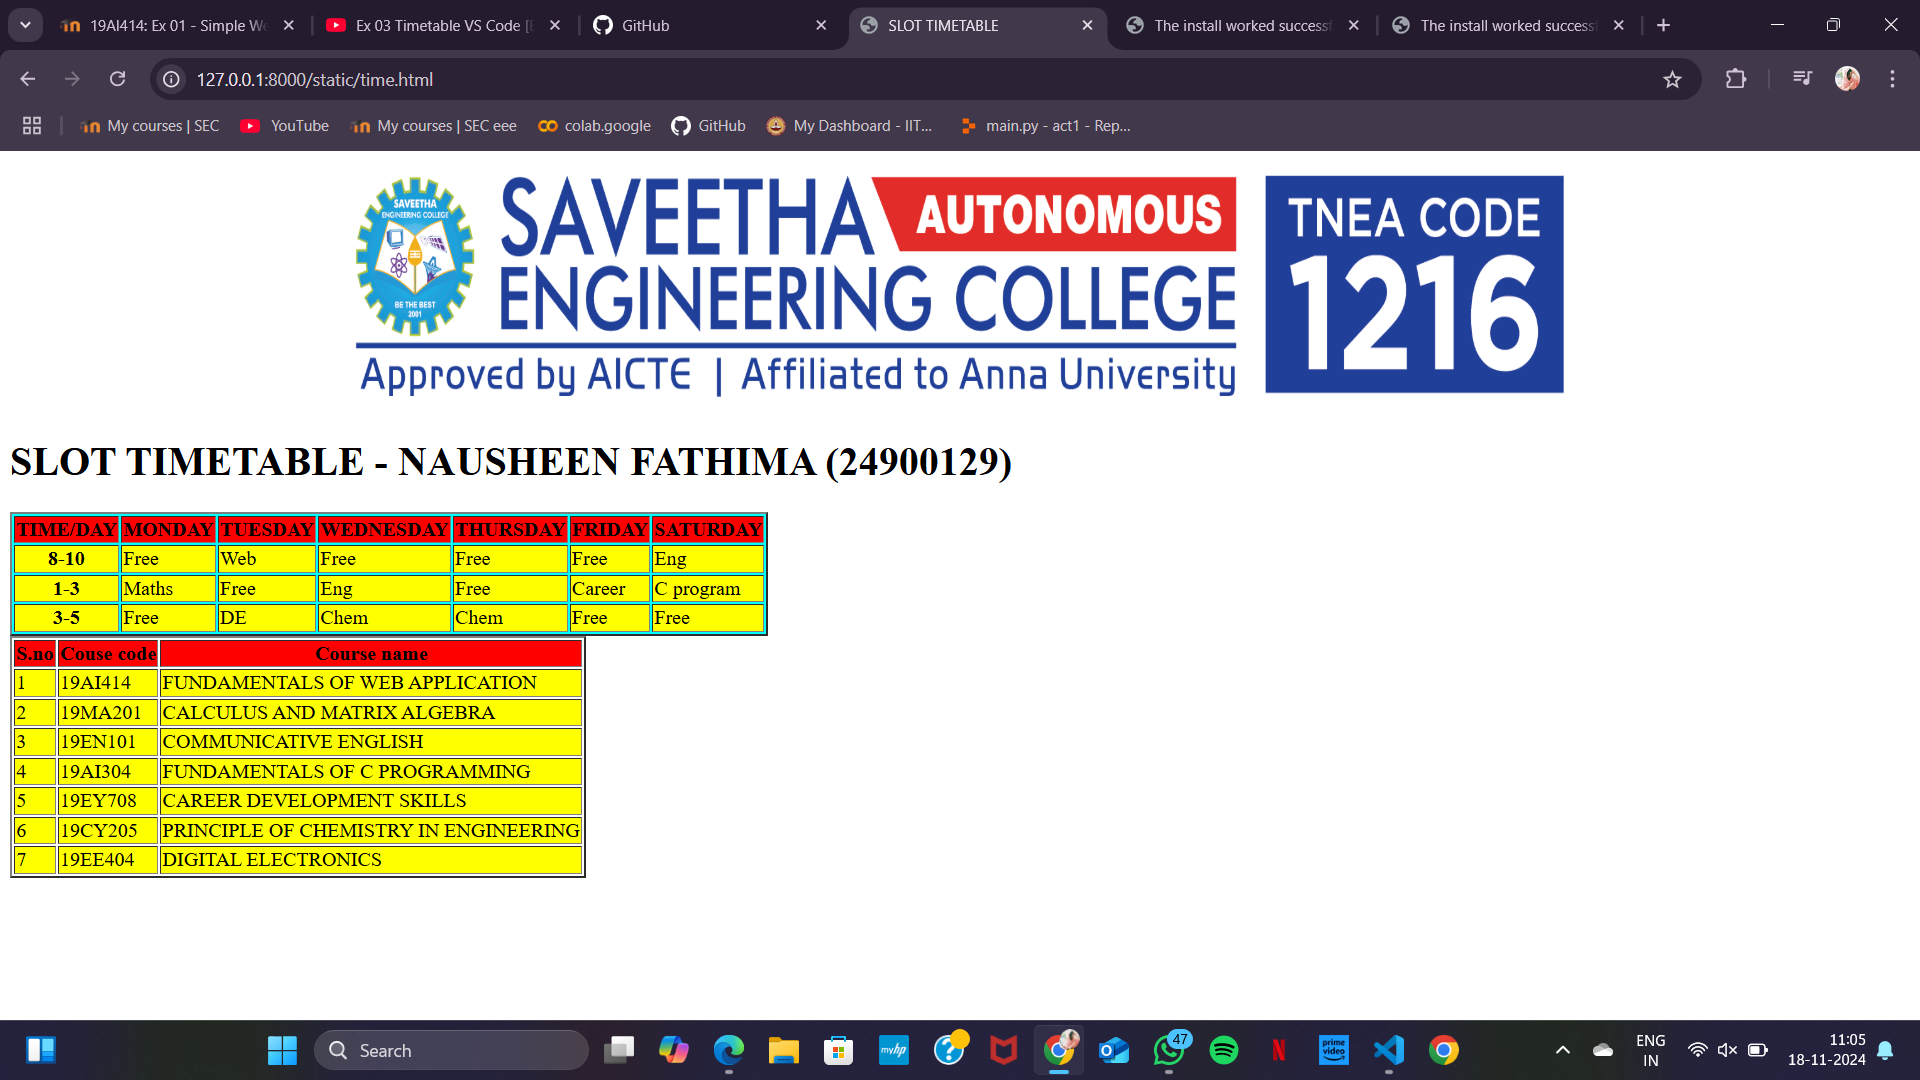 19AI414: Ex 01 - Simple We
Ex 03 Timetable VS Code [
GitHub
SLOT TIMETABLE
The install worked success
The install worked success
127.0.0.1:8000/static/time.html
My courses | SEC
YouTube
My courses | SEC eee
colab.google
GitHub
My Dashboard - IIT...
main.py - act1 - Rep...
SAVEETHA
ENGINEERING COLLEGE
BE THE BEST
2001
SAVEETHA AUTONOMOUS
ENGINEERING COLLEGE
Approved by AICTE | Affiliated to Anna University
TNEA CODE
1216
SLOT TIMETABLE - NAUSHEEN FATHIMA (24900129)
TIME/DAY MONDAY TUESDAY WEDNESDAY THURSDAY FRIDAY SATURDAY
8-10 Free Web Free Free Free Eng
1-3 Maths Free Eng Free Career C program
3-5 Free DE Chem Chem Free Free
S.no Couse code Course name
1 19AI414 FUNDAMENTALS OF WEB APPLICATION
2 19MA201 CALCULUS AND MATRIX ALGEBRA
3 19EN101 COMMUNICATIVE ENGLISH
4 19AI304 FUNDAMENTALS OF C PROGRAMMING
5 19EY708 CAREER DEVELOPMENT SKILLS
6 19CY205 PRINCIPLE OF CHEMISTRY IN ENGINEERING
7 19EE404 DIGITAL ELECTRONICS
Search
myhp
47
prime video
ENG
IN
11:05
18-11-2024